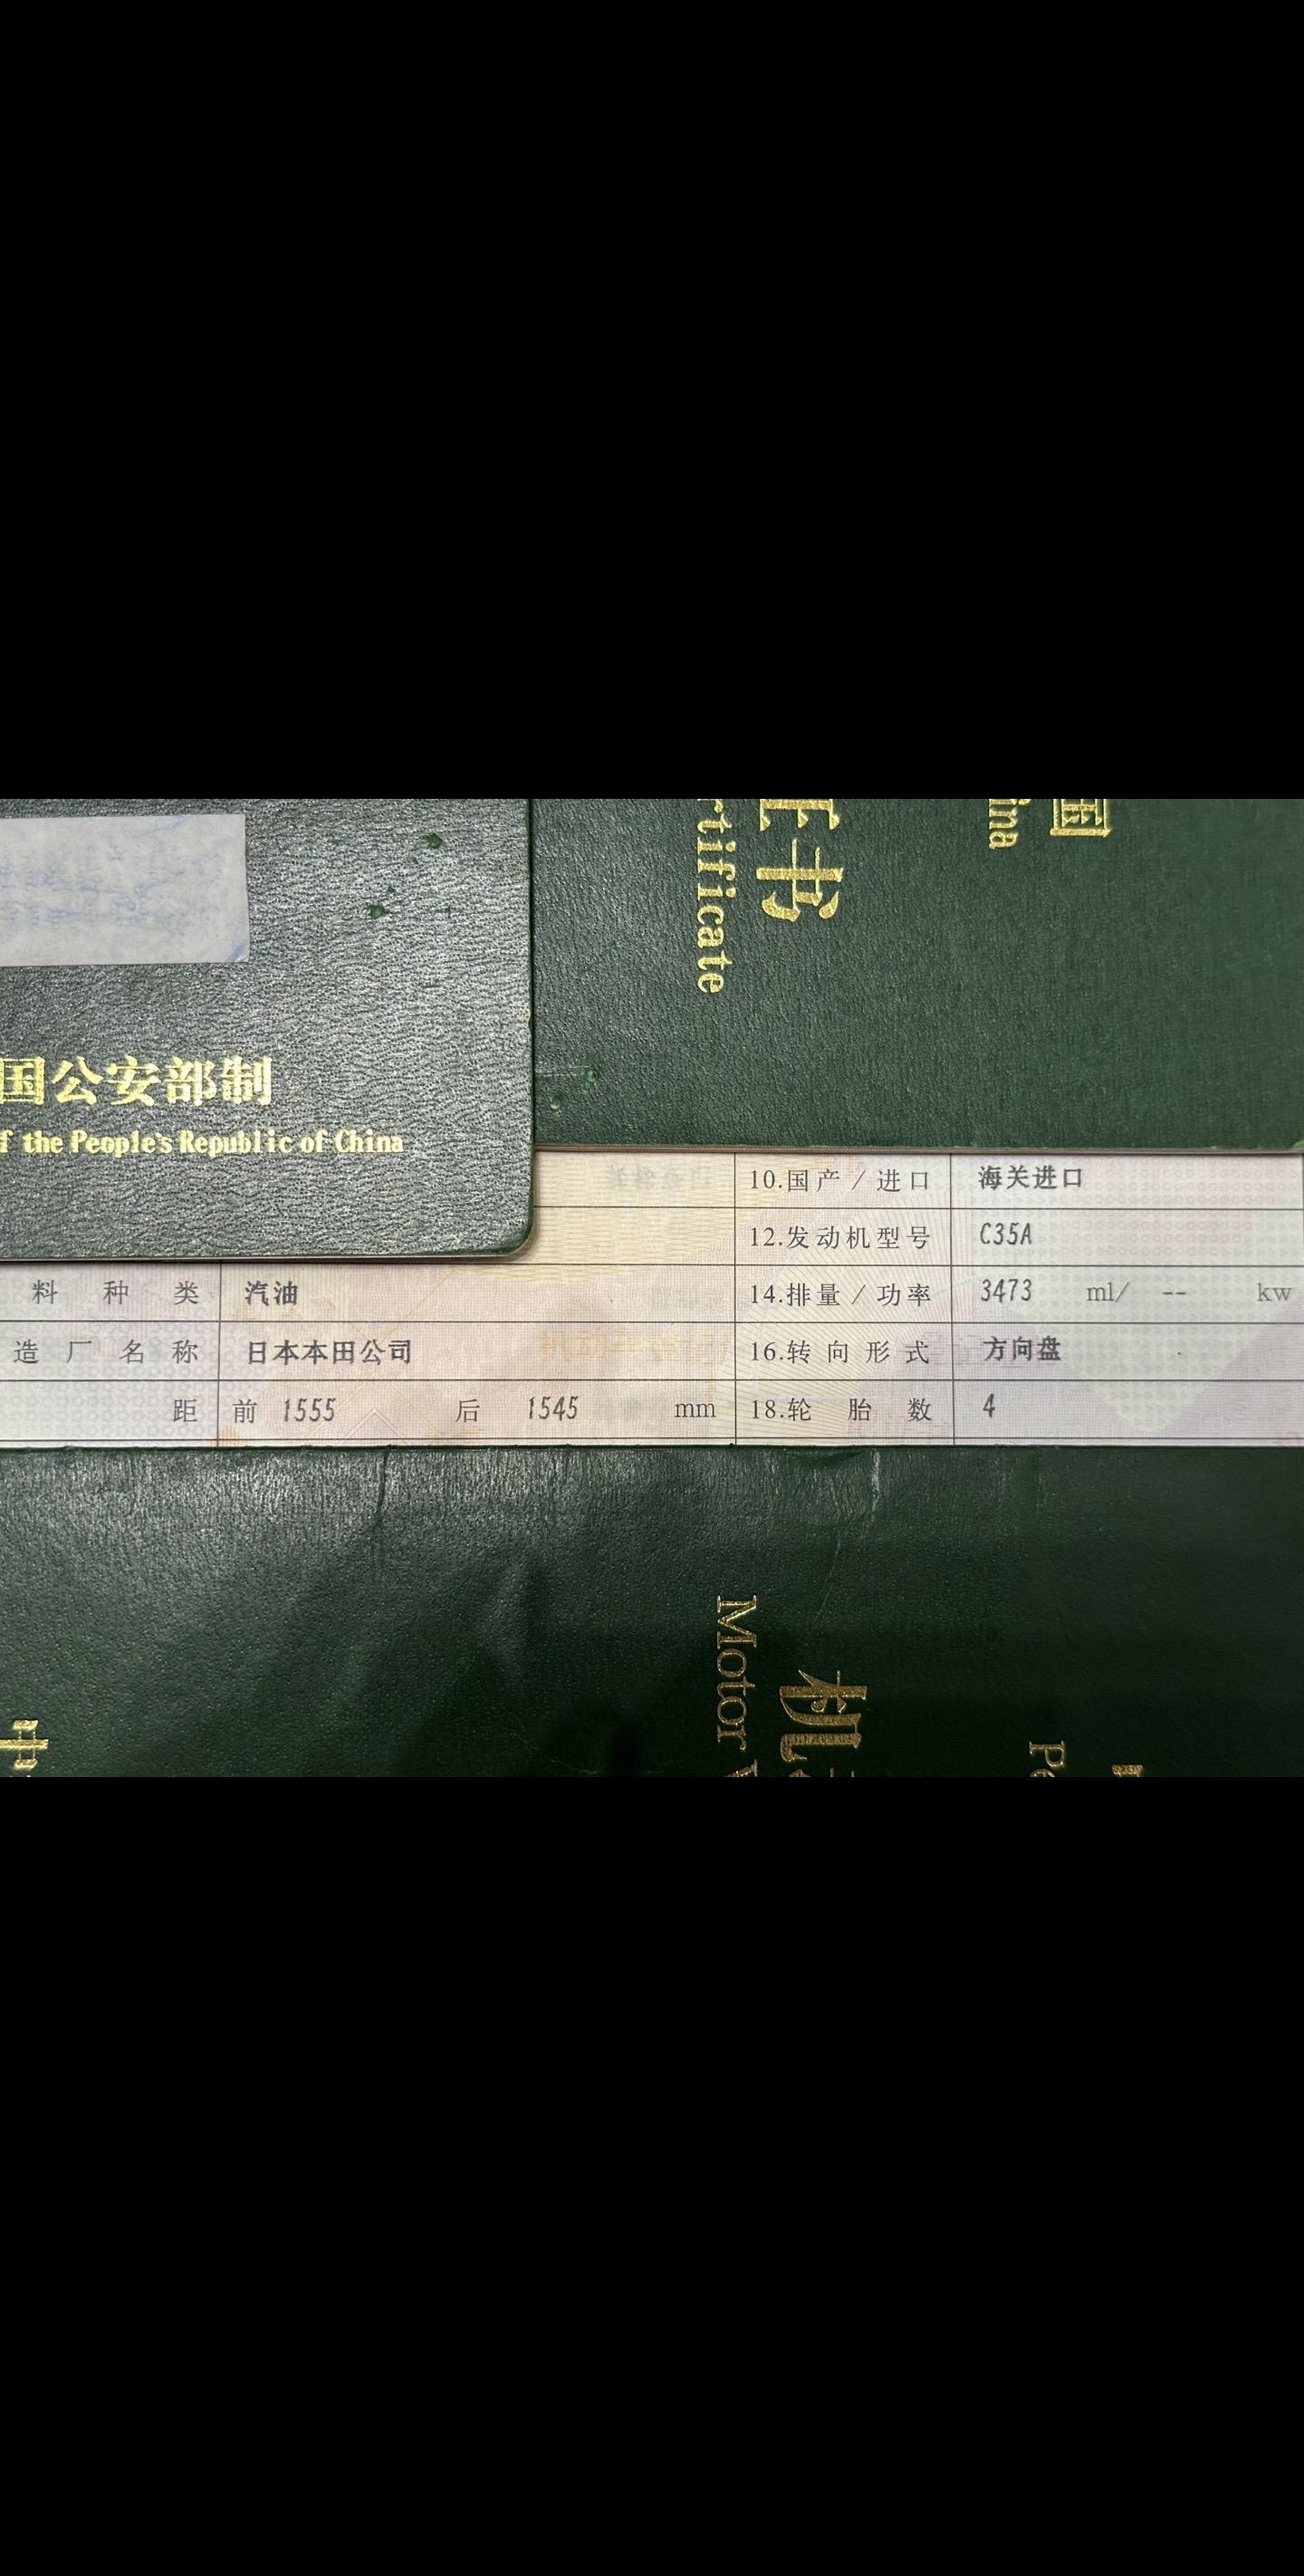 国
ina
证书
rtificate
国公安部制
f the People's Republic of China
10.国产／进口 海关进口
12.发动机型号 C35A
料种类 汽油 14.排量／功率 3473 ml/ -- kw
造厂名称 日本本田公司 16.转向形式 方向盘
距 前 1555 后 1545 mm 18.轮胎数 4
机
Motor
Pe
中